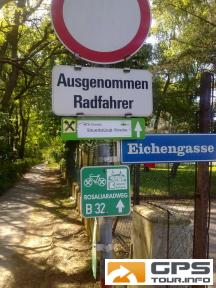 Ausgenommen
Radfahrer
Eichengasse
ROSALIARADWEG
B 32
GPS
TOUR.INFO